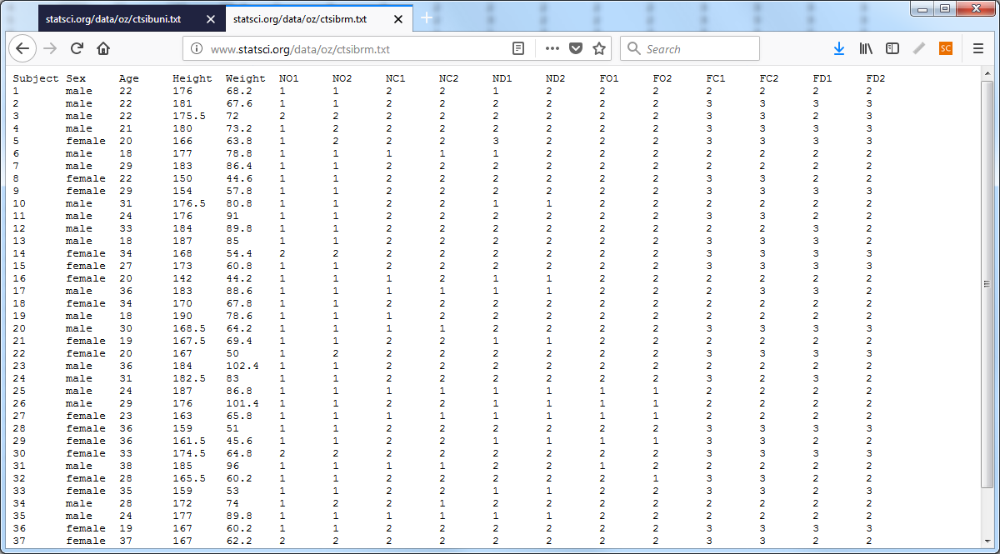 statsci.org/data/oz/ctsibuni.txt statsci.org/data/oz/ctsibrm.txt
www.statsci.org/data/oz/ctsibrm.txt Search SC
Subject Sex Age Height Weight NO1 NO2 NC1 NC2 ND1 ND2 FO1 FO2 FC1 FC2 FD1 FD2
1 male 22 176 68.2 1 1 2 2 1 2 2 2 2 2 2 2
2 male 22 181 67.6 1 1 2 2 2 2 2 2 3 3 3 3
3 male 22 175.5 72 2 2 2 2 2 2 2 2 3 3 3 3
4 male 21 180 73.2 1 2 2 2 2 2 2 2 3 3 3 3
5 female 20 166 63.8 1 2 2 2 3 2 2 2 3 3 3 3
6 male 18 177 78.8 1 1 1 1 1 2 2 2 2 2 2 2
7 male 29 183 86.4 1 1 2 2 2 2 2 2 3 2 2 2
8 female 22 150 44.6 1 1 2 2 2 2 2 2 3 3 2 2
9 female 29 154 57.8 1 1 2 2 2 2 2 2 3 3 3 3
10 male 31 176.5 80.8 1 1 2 2 1 1 2 2 2 2 2 2
11 male 24 176 91 1 1 2 2 2 2 2 2 3 3 2 2
12 male 33 184 89.8 1 1 2 2 2 2 2 2 2 2 3 2
13 male 18 187 85 1 1 2 2 2 2 2 2 3 3 3 2
14 female 34 168 54.4 2 2 2 2 2 2 2 2 3 3 3 3
15 female 27 173 60.8 1 1 2 2 2 2 2 2 3 3 3 3
16 female 20 142 44.2 1 1 1 2 1 1 2 2 2 2 2 2
17 male 36 183 88.6 1 1 1 1 1 1 2 2 2 3 3 2
18 female 34 170 67.8 1 1 2 2 2 2 2 2 3 2 2 2
19 male 18 190 78.6 1 1 1 2 2 2 2 2 3 2 2 2
20 male 30 168.5 64.2 1 1 1 1 2 2 2 2 3 3 3 3
21 female 19 167.5 69.4 1 1 2 2 1 1 2 2 2 2 2 2
22 female 20 167 50 1 2 2 2 2 2 2 2 3 3 3 3
23 male 36 184 102.4 1 1 2 2 2 2 2 2 2 2 2 2
24 male 31 182.5 83 1 1 2 2 2 2 2 2 3 2 3 2
25 male 24 187 86.8 1 1 1 1 1 1 1 1 2 2 2 2
26 male 29 176 101.4 1 1 2 2 1 1 1 1 2 2 2 2
27 female 23 163 65.8 1 1 1 1 1 1 1 1 2 2 2 2
28 female 36 159 51 1 1 2 2 2 2 2 2 3 3 3 3
29 female 36 161.5 45.6 1 1 2 2 1 1 1 1 3 3 2 2
30 female 33 174.5 64.8 2 2 2 2 2 2 2 2 3 3 3 3
31 male 38 185 96 1 1 1 1 2 2 1 2 2 2 2 2
32 female 28 165.5 60.2 1 1 2 2 2 2 2 1 3 3 2 2
33 female 35 159 53 1 1 2 2 1 1 2 2 3 3 2 3
34 male 28 172 74 1 2 2 1 2 2 2 2 3 3 3 2
35 male 24 177 89.8 1 1 1 1 1 1 2 2 2 2 2 2
36 female 19 167 60.2 1 1 2 2 2 2 2 2 3 3 3 3
37 female 37 167 62.2 2 2 2 2 2 2 2 2 3 3 2 3